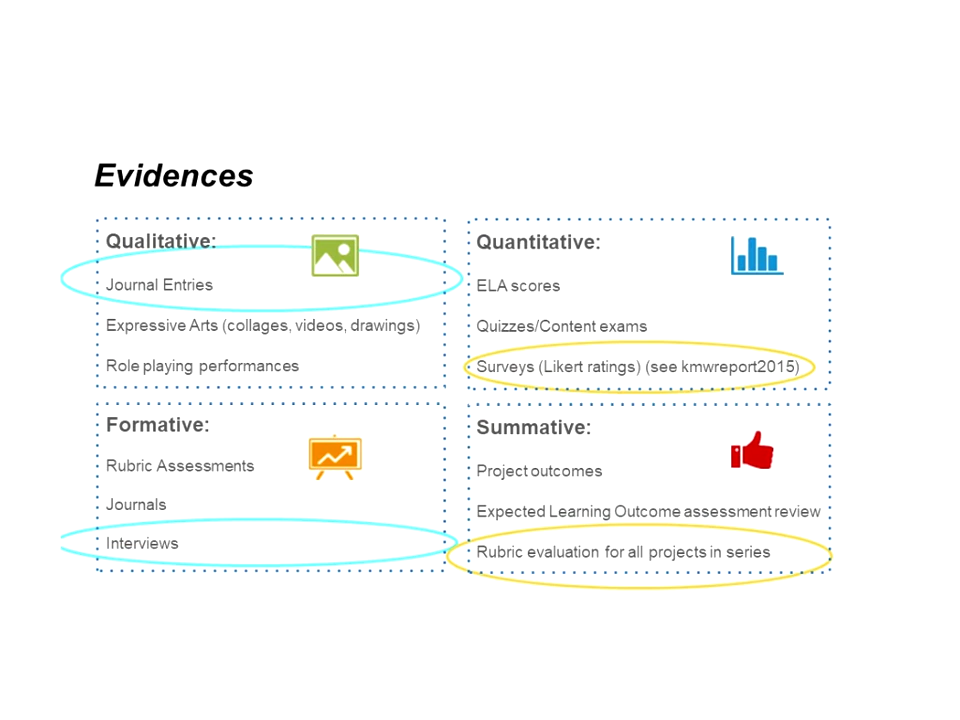 Evidences
Qualitative:
Journal Entries
Expressive Arts (collages, videos, drawings)
Role playing performances
Quantitative:
ELA scores
Quizzes/Content exams
Surveys (Likert ratings) (see kmwreport2015)
Formative:
Rubric Assessments
Journals
Interviews
Summative:
Project outcomes
Expected Learning Outcome assessment review
Rubric evaluation for all projects in series